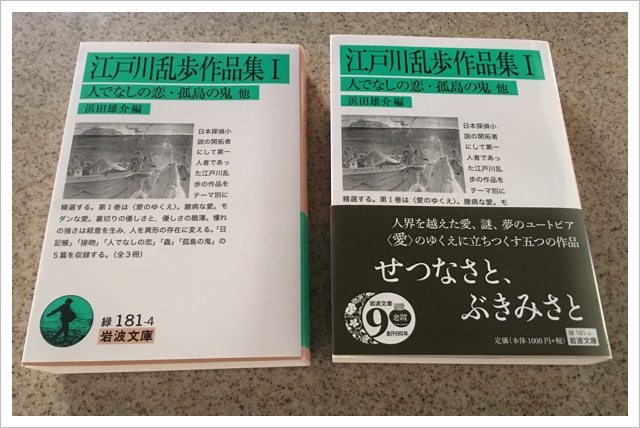 江戸川乱歩作品集 I
人でなしの恋・孤島の鬼 他
浜田雄介編
日本探偵小
説の開拓者
にして第一
人者であっ
た江戸川乱
歩の作品を
テーマ別に
精選する。第Ⅰ巻は〈愛のゆくえ〉。臆病な愛。モ
ダンな愛。裏切りの優しさと、優しさの酷薄。憧れ
の強さは殺意を生み、人を異形の存在に変える。「日
記帳」「接吻」「人でなしの恋」「蟲」「孤島の鬼」の
5篇を収録する。(全3冊)
緑 181-4
岩波文庫
江戸川乱歩作品集 I
人でなしの恋・孤島の鬼 他
浜田雄介編
日本探偵小
説の開拓者
にして第一
人者であっ
た江戸川乱
歩の作品を
テーマ別に
精選する。第Ⅰ巻は〈愛のゆくえ〉。臆病な愛。モ
人界を越えた愛、謎、夢のユートピア
〈愛〉のゆくえに立ちつくす五つの作品
せつなさと、
ぶきみさと
岩波文庫
90
創刊90年
定価(本体1000円+税)
緑 181-4
岩波文庫